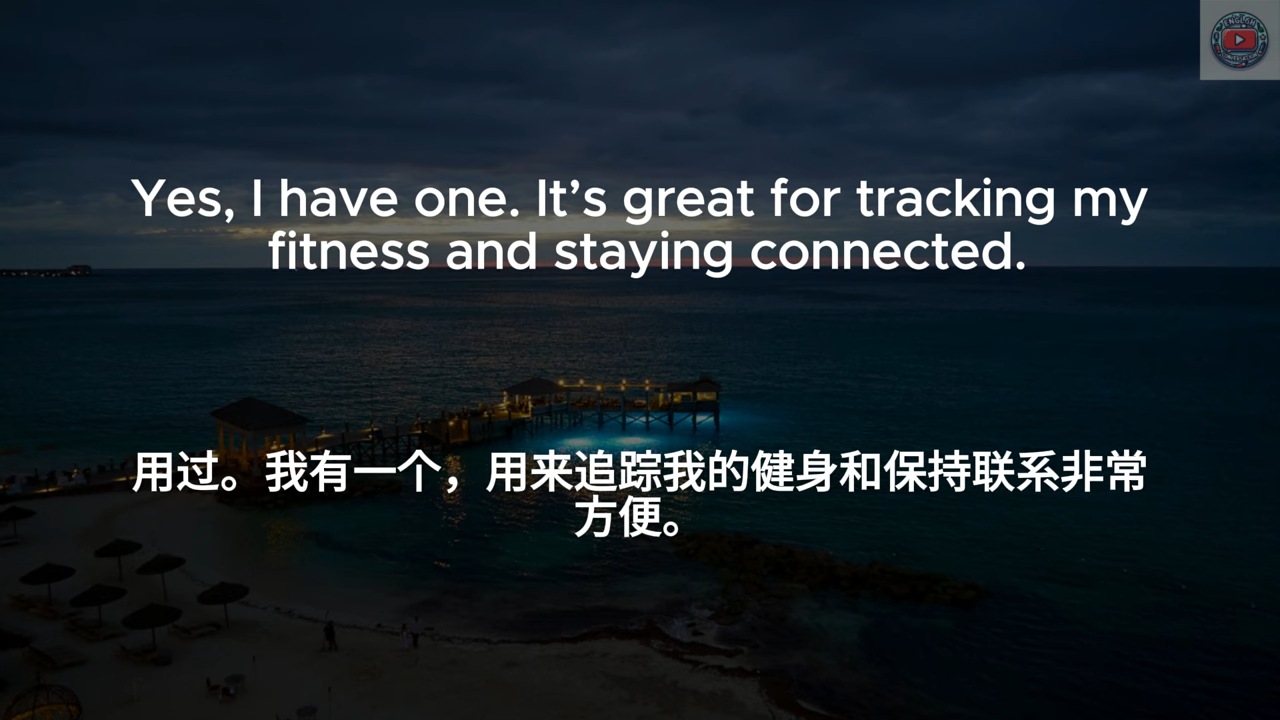 ENGLISH
Yes, I have one. It’s great for tracking my
fitness and staying connected.
用过。我有一个，用来追踪我的健身和保持联系非常
方便。